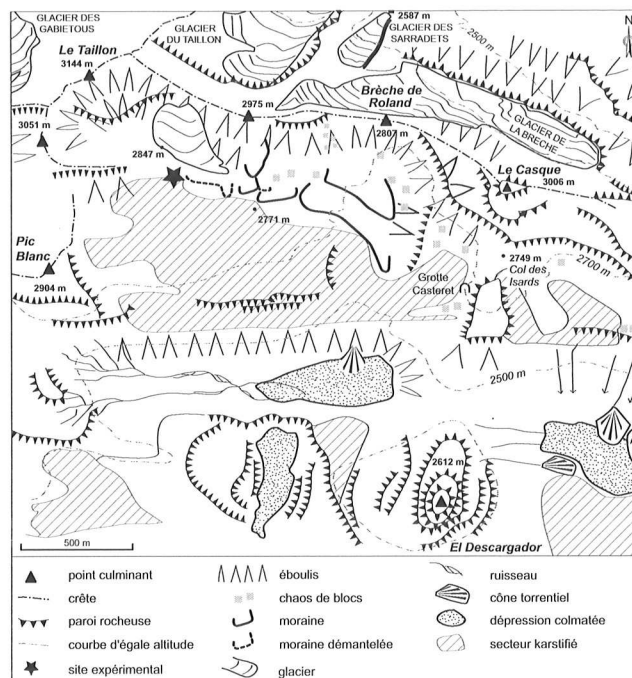 GLACIER DES
GABIETOUS
GLACIER
DU TAILLON
2587 m
GLACIER DES
SARRADETS
2500 m
N
Le Taillon
3144 m
2975 m
Brèche de
Roland
2807 m
GLACIER DE
LA BRECHE
3051 m
2847 m
Le Casque
3006 m
2771 m
Pic
Blanc
2904 m
2749 m
Col des
Isards
2700 m
Grotte
Casteret
2500 m
2612 m
500 m
El Descargador
point culminant
éboulis
ruisseau
crête
chaos de blocs
cône torrentiel
paroi rocheuse
moraine
dépression colmatée
courbe d'égale altitude
moraine démantelée
secteur karstifié
site expérimental
glacier